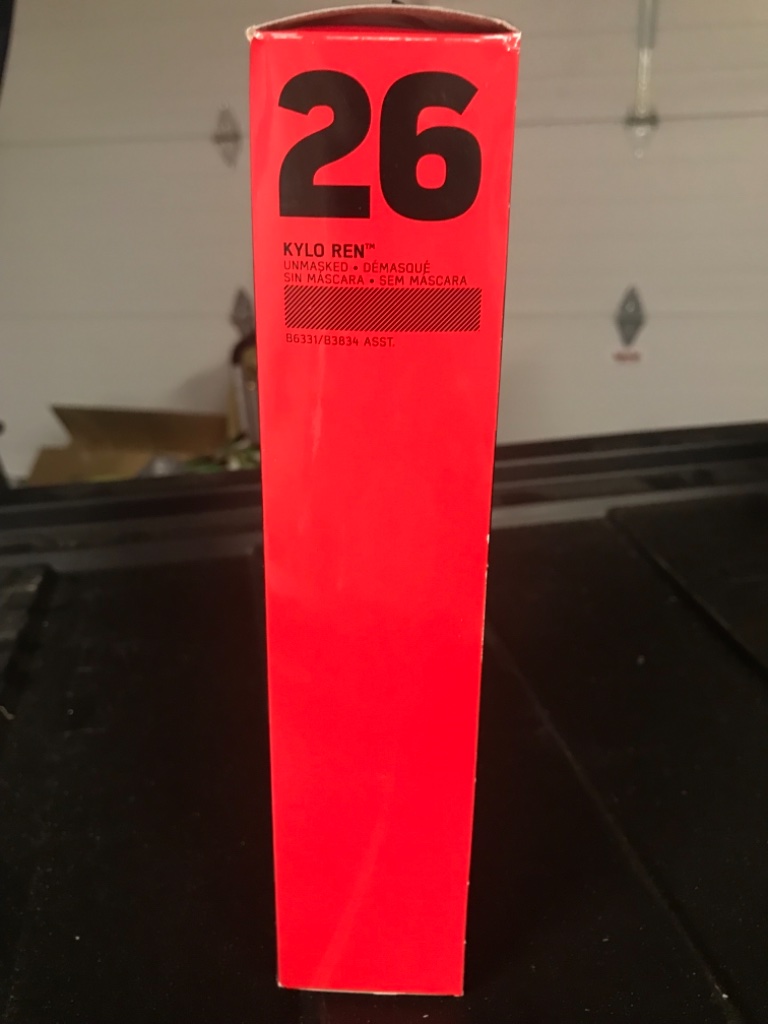 26
KYLO REN™
UNMASKED • DÉMASQUÉ
SIN MÁSCARA • SEM MÁSCARA
B6331/B3834 ASST.